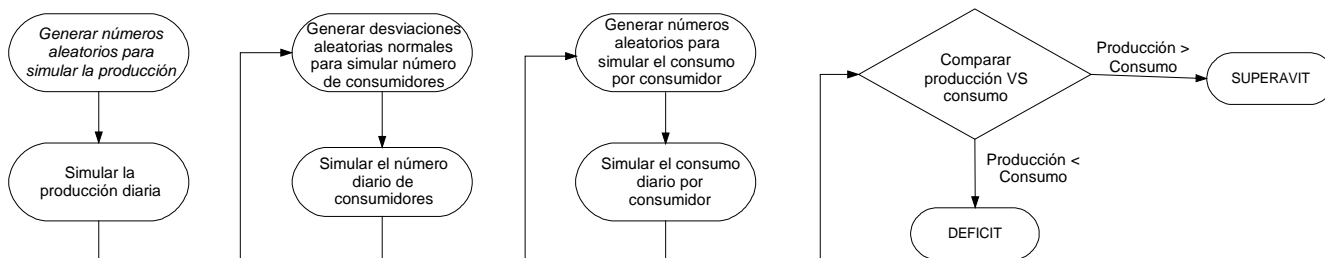 Generar números
aleatorios para
simular la producción
Simular la
producción diaria
Generar desviaciones
aleatorias normales
para simular número
de consumidores
Simular el número
diario de
consumidores
Generar números
aleatorios para
simular el consumo
por consumidor
Simular el consumo
diario por
consumidor
Comparar
producción VS
consumo
Producción >
Consumo
SUPERAVIT
Producción <
Consumo
DEFICIT